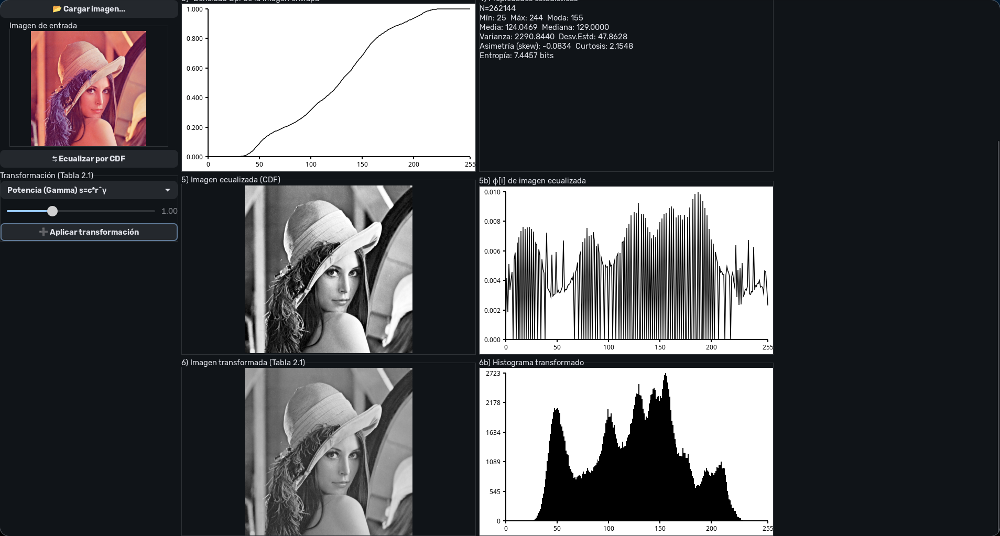 📂 Cargar imagen...
Imagen de entrada
⇆ Ecualizar por CDF
Transformación (Tabla 2.1)
Potencia (Gamma) s=c*r^γ
1.00
➕ Aplicar transformación
1.000
0.800
0.600
0.400
0.200
0.000
0 50 100 150 200 255
N=262144
Mín: 25 Máx: 244 Moda: 155
Media: 124.0469 Mediana: 129.0000
Varianza: 2290.8440 Desv.Estd: 47.8628
Asimetría (skew): -0.0834 Curtosis: 2.1548
Entropía: 7.4457 bits
5) Imagen ecualizada (CDF)
5b) ϕ[i] de imagen ecualizada
0.010
0.008
0.006
0.004
0.002
0.000
0 50 100 150 200 255
6) Imagen transformada (Tabla 2.1)
6b) Histograma transformado
2723
2178
1634
1089
545
0
0 50 100 150 200 255